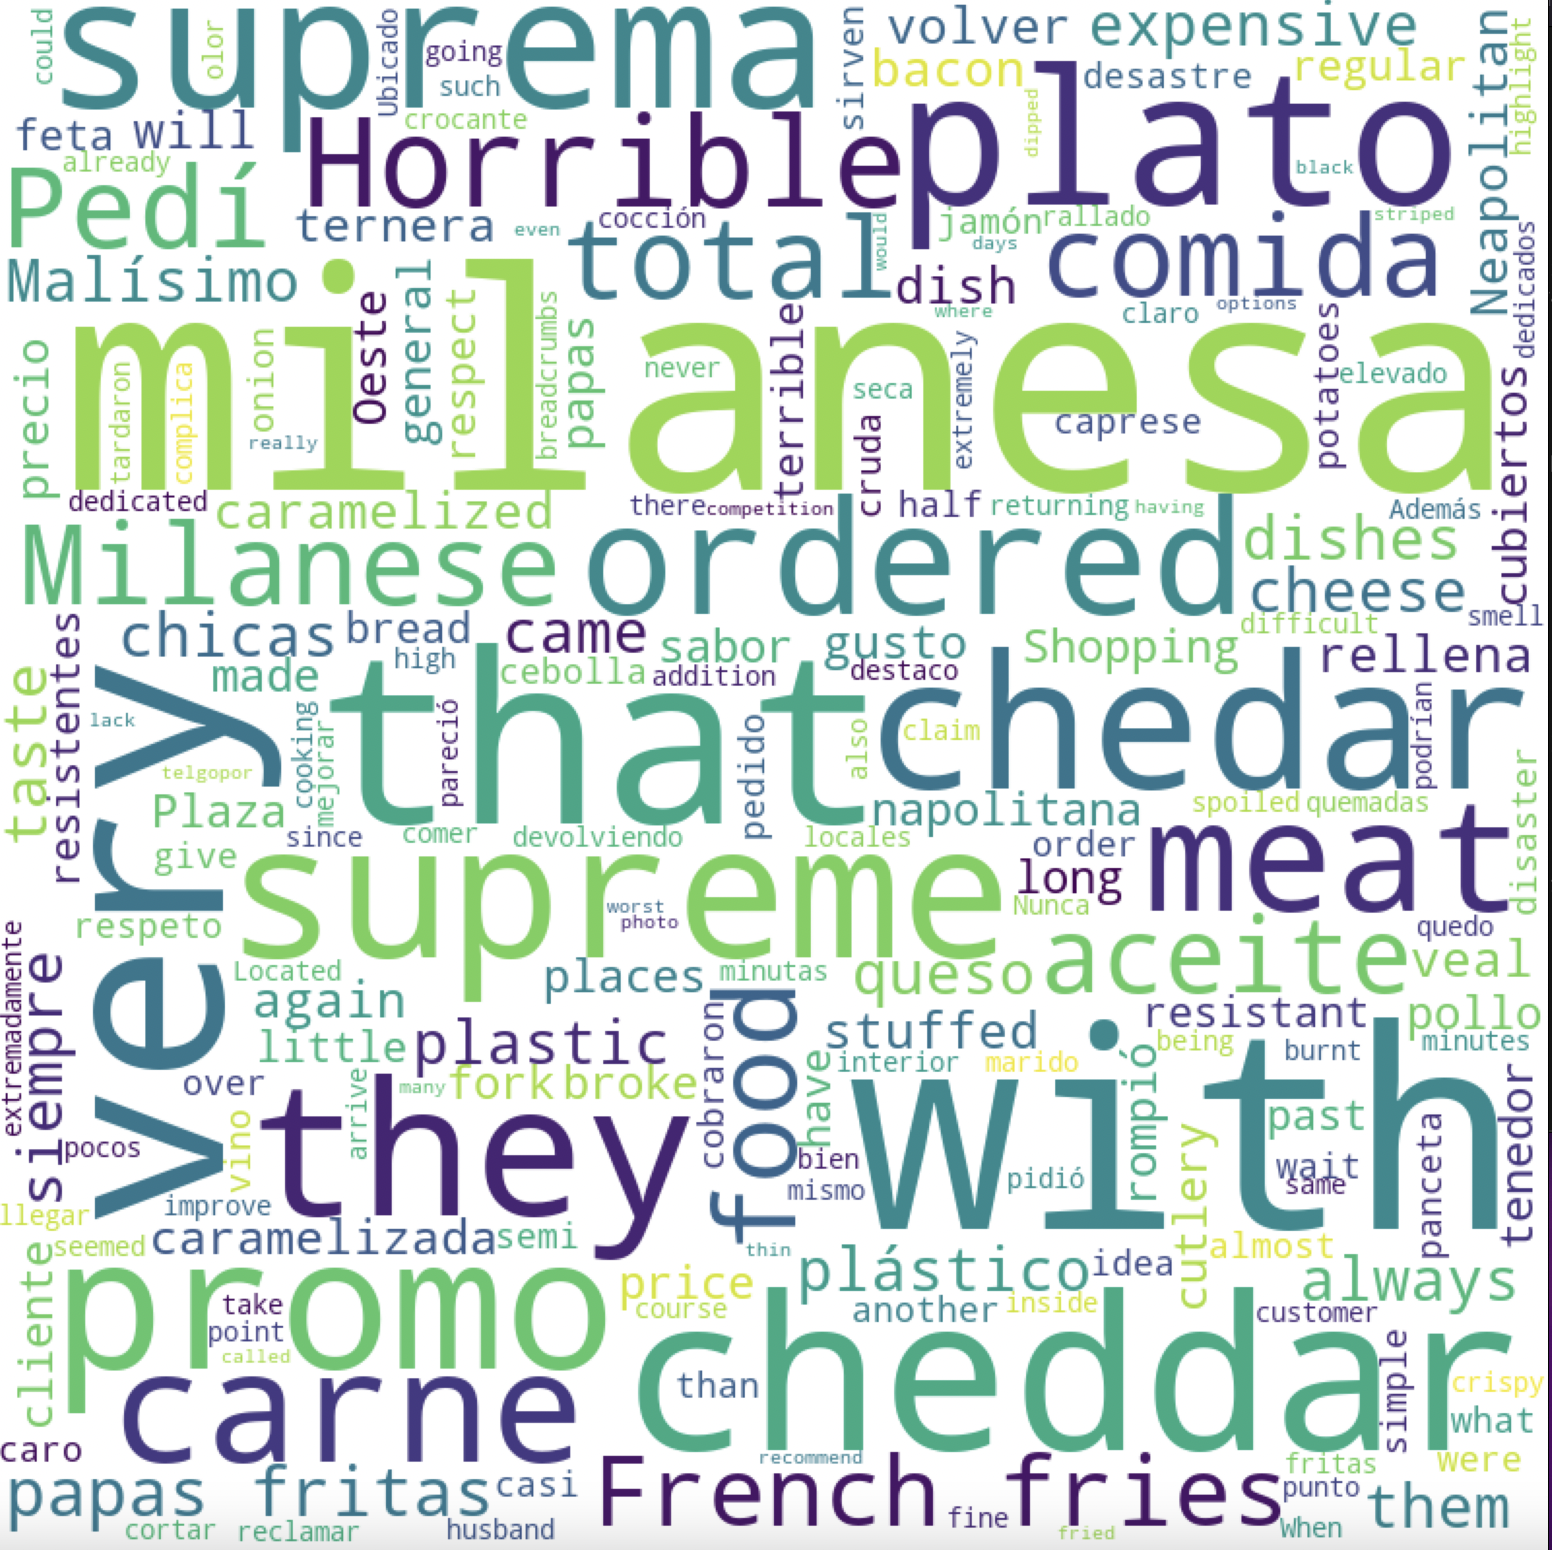 could
suprema
olor
Ubicado
going
such
crocante
sirven
volver
expensive
bacon
desastre
regular
Neapolitan
highlight
feta
will
already
Horrible
plato
dipped
black
Pedí
ternera
even
cocción
total
would
jamón
rallado
days
striped
comida
dedicados
Malísimo
dish
where
claro
options
milanesa
precio
tardaron
complica
onion
really
Oeste
general
respect
breadcrumbs
papas
never
terrible
seca
cruda
extremely
caprese
potatoes
elevado
cubiertos
dedicated
caramelized
there
competition
half
returning
having
Además
Milanese
ordered
dishes
cheese
difficult
smell
resistentes
chicas
bread
high
came
sabor
gusto
Shopping
rellena
taste
made
cebolla
addition
destaco
lack
very
that
chedar
telgopor
cooking
mejorar
pareció
pedido
also
claim
podrían
disaster
Plaza
since
comer
devolviendo
locales
napolitana
spoiled
quemadas
give
supreme
order
long
meat
Nunca
worst
photo
respeto
quedo
extremadamente
siempre
Located
places
minutas
queso
aceite
veal
again
little
plastic
cobraron
food
stuffed
resistant
pollo
interior
marido
being
burnt
minutes
over
many
fork
broke
have
with
rompió
past
tenedor
pocos
vino
arrive
they
bien
mismo
pidió
cutlery
wait
same
panceta
llegar
improve
seemed
caramelizada
semi
thin
plástico
idea
almost
always
cliente
promo
take
point
called
price
course
another
inside
customer
simple
cheddar
than
crispy
what
carne
caro
recommend
were
papas fritas
casi
French fries
fritas
punto
them
cortar
reclamar
husband
fine
fried
When